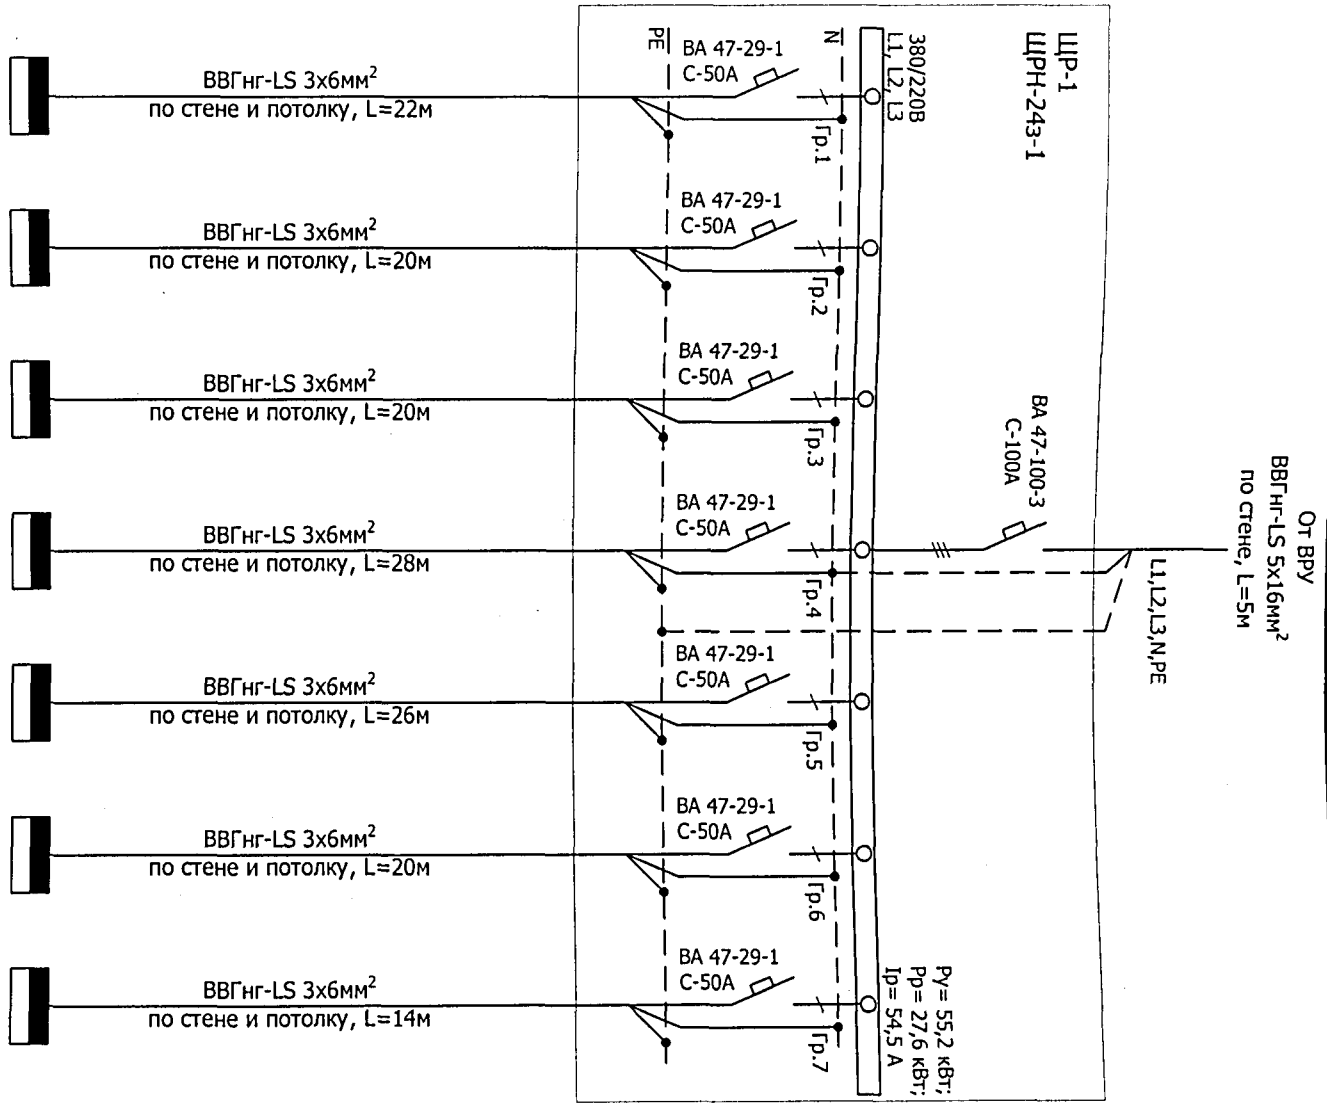 ЩР-1
ЩРН-24з-1
380/220В
L1, L2, L3
N
PE
От ВРУ
ВВГнг-LS 5х16мм²
по стене, L=5м
L1,L2,L3,N,PE
ВА 47-100-3
С-100А
ВА 47-29-1
С-50А
Гр.1
ВВГнг-LS 3х6мм²
по стене и потолку, L=22м
ВА 47-29-1
С-50А
Гр.2
ВВГнг-LS 3х6мм²
по стене и потолку, L=20м
ВА 47-29-1
С-50А
Гр.3
ВВГнг-LS 3х6мм²
по стене и потолку, L=20м
ВА 47-29-1
С-50А
Гр.4
ВВГнг-LS 3х6мм²
по стене и потолку, L=28м
ВА 47-29-1
С-50А
Гр.5
ВВГнг-LS 3х6мм²
по стене и потолку, L=26м
ВА 47-29-1
С-50А
Гр.6
ВВГнг-LS 3х6мм²
по стене и потолку, L=20м
ВА 47-29-1
С-50А
Гр.7
ВВГнг-LS 3х6мм²
по стене и потолку, L=14м
Ру= 55,2 кВт;
Рр= 27,6 кВт;
Iр= 54,5 А